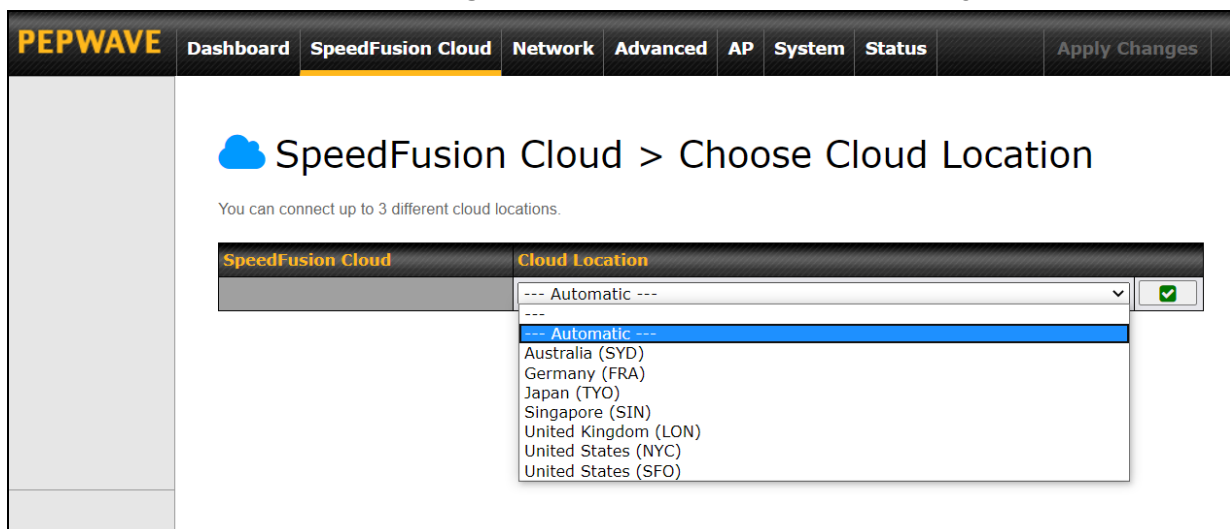 PEPWAVE Dashboard SpeedFusion Cloud Network Advanced AP System Status Apply Changes
SpeedFusion Cloud > Choose Cloud Location
You can connect up to 3 different cloud locations.
SpeedFusion Cloud Cloud Location
--- Automatic ---
---
--- Automatic ---
Australia (SYD)
Germany (FRA)
Japan (TYO)
Singapore (SIN)
United Kingdom (LON)
United States (NYC)
United States (SFO)